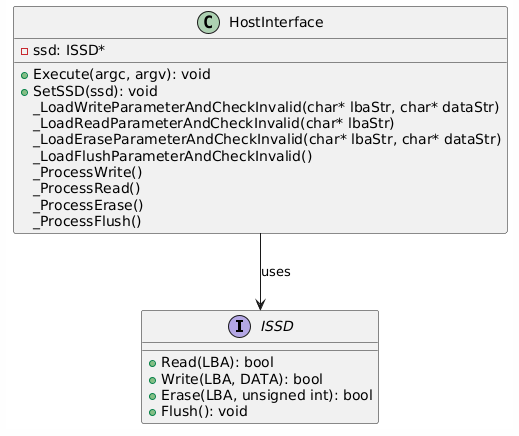 C HostInterface
ssd: ISSD*
Execute(argc, argv): void
SetSSD(ssd): void
_LoadWriteParameterAndCheckInvalid(char* lbaStr, char* dataStr)
_LoadReadParameterAndCheckInvalid(char* lbaStr)
_LoadEraseParameterAndCheckInvalid(char* lbaStr, char* dataStr)
_LoadFlushParameterAndCheckInvalid()
_ProcessWrite()
_ProcessRead()
_ProcessErase()
_ProcessFlush()
uses
I ISSD
Read(LBA): bool
Write(LBA, DATA): bool
Erase(LBA, unsigned int): bool
Flush(): void